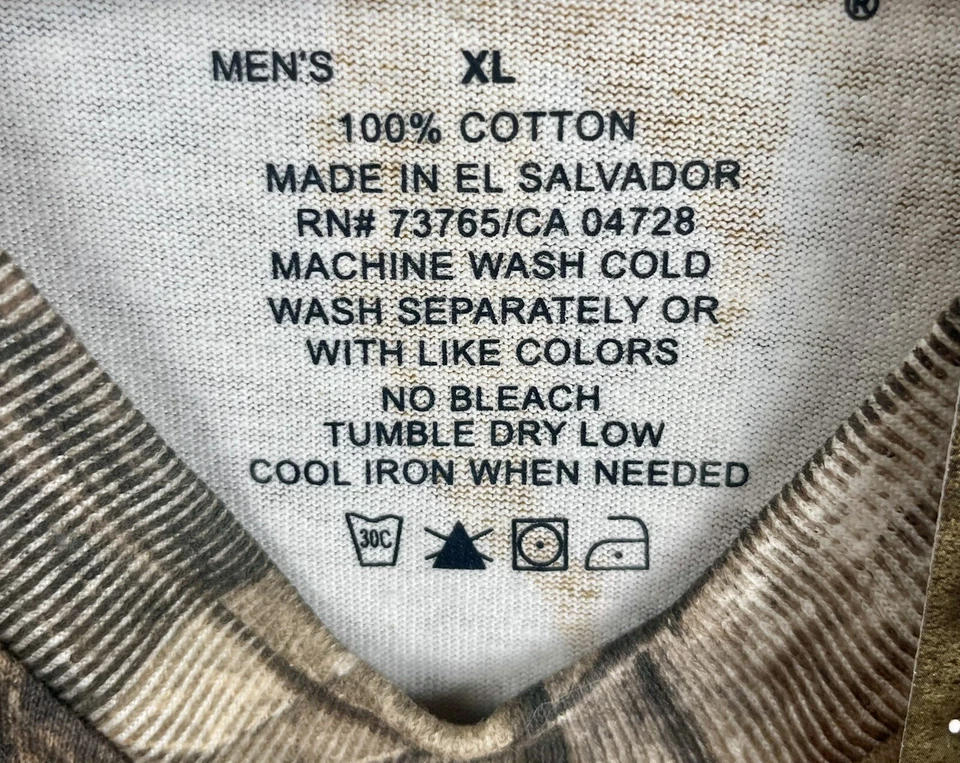 ®
MEN'S XL
100% COTTON
MADE IN EL SALVADOR
RN# 73765/CA 04728
MACHINE WASH COLD
WASH SEPARATELY OR
WITH LIKE COLORS
NO BLEACH
TUMBLE DRY LOW
COOL IRON WHEN NEEDED
30C